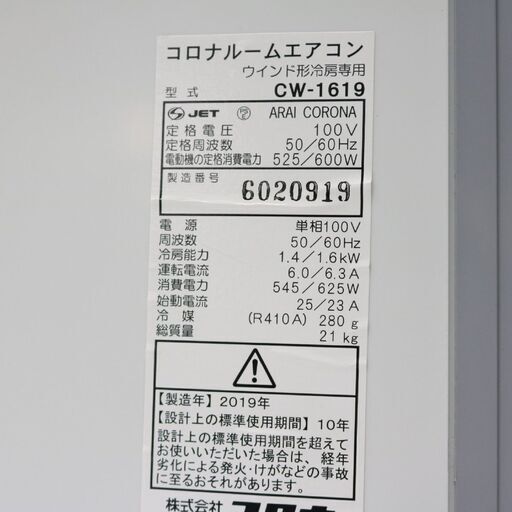 コロナルームエアコン
ウインド形冷房専用
型式 CW-1619
JET ARAI CORONA
定格電圧 100V
定格周波数 50/60Hz
電動機の定格消費電力 525/600W
製造番号 6020919
電源 単相100V
周波数 50/60Hz
冷房能力 1.4/1.6kW
運転電流 6.0/6.3A
消費電力 545/625W
始動電流 25/23A
冷媒 (R410A) 280g
総質量 21kg
【製造年】2019年
【設計上の標準使用期間】10年
設計上の標準使用期間を超えて
お使いいただいた場合は、経年
劣化による発火・けがなどの事故
に至るおそれがあります。
株式会社コロナ